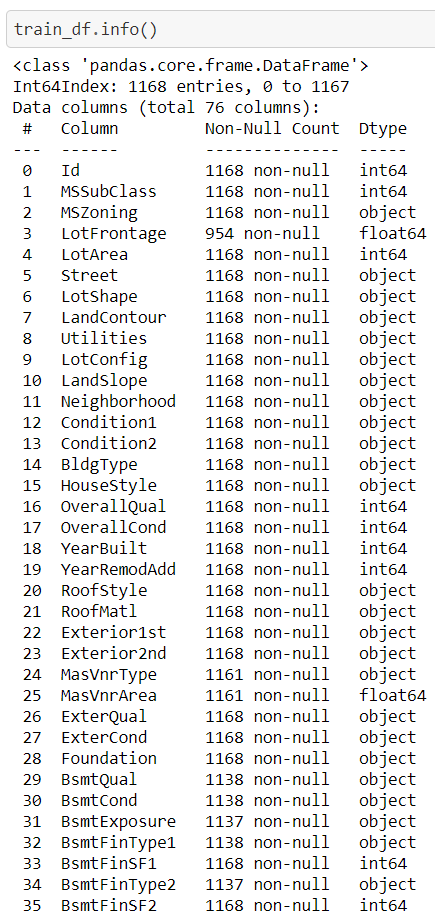 train_df.info()
<class 'pandas.core.frame.DataFrame'>
Int64Index: 1168 entries, 0 to 1167
Data columns (total 76 columns):
 #   Column         Non-Null Count  Dtype
---  ------         --------------  -----
 0   Id             1168 non-null   int64
 1   MSSubClass     1168 non-null   int64
 2   MSZoning       1168 non-null   object
 3   LotFrontage    954 non-null    float64
 4   LotArea        1168 non-null   int64
 5   Street         1168 non-null   object
 6   LotShape       1168 non-null   object
 7   LandContour    1168 non-null   object
 8   Utilities      1168 non-null   object
 9   LotConfig      1168 non-null   object
 10  LandSlope      1168 non-null   object
 11  Neighborhood   1168 non-null   object
 12  Condition1     1168 non-null   object
 13  Condition2     1168 non-null   object
 14  BldgType       1168 non-null   object
 15  HouseStyle     1168 non-null   object
 16  OverallQual    1168 non-null   int64
 17  OverallCond    1168 non-null   int64
 18  YearBuilt      1168 non-null   int64
 19  YearRemodAdd   1168 non-null   int64
 20  RoofStyle      1168 non-null   object
 21  RoofMatl       1168 non-null   object
 22  Exterior1st    1168 non-null   object
 23  Exterior2nd    1168 non-null   object
 24  MasVnrType     1161 non-null   object
 25  MasVnrArea     1161 non-null   float64
 26  ExterQual      1168 non-null   object
 27  ExterCond      1168 non-null   object
 28  Foundation     1168 non-null   object
 29  BsmtQual       1138 non-null   object
 30  BsmtCond       1138 non-null   object
 31  BsmtExposure   1137 non-null   object
 32  BsmtFinType1   1138 non-null   object
 33  BsmtFinSF1     1168 non-null   int64
 34  BsmtFinType2   1137 non-null   object
 35  BsmtFinSF2     1168 non-null   int64